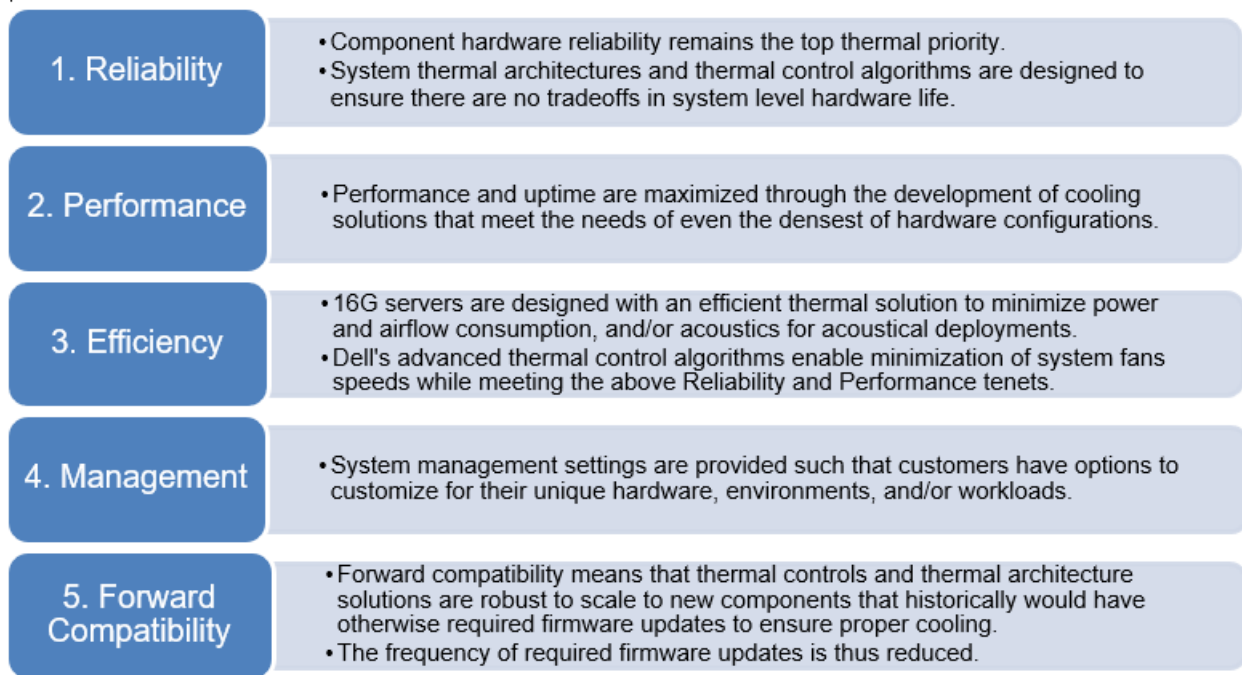 1. Reliability
•Component hardware reliability remains the top thermal priority.
•System thermal architectures and thermal control algorithms are designed to
ensure there are no tradeoffs in system level hardware life.
2. Performance
•Performance and uptime are maximized through the development of cooling
solutions that meet the needs of even the densest of hardware configurations.
3. Efficiency
•16G servers are designed with an efficient thermal solution to minimize power
and airflow consumption, and/or acoustics for acoustical deployments.
•Dell's advanced thermal control algorithms enable minimization of system fans
speeds while meeting the above Reliability and Performance tenets.
4. Management
•System management settings are provided such that customers have options to
customize for their unique hardware, environments, and/or workloads.
5. Forward
Compatibility
•Forward compatibility means that thermal controls and thermal architecture
solutions are robust to scale to new components that historically would have
otherwise required firmware updates to ensure proper cooling.
•The frequency of required firmware updates is thus reduced.